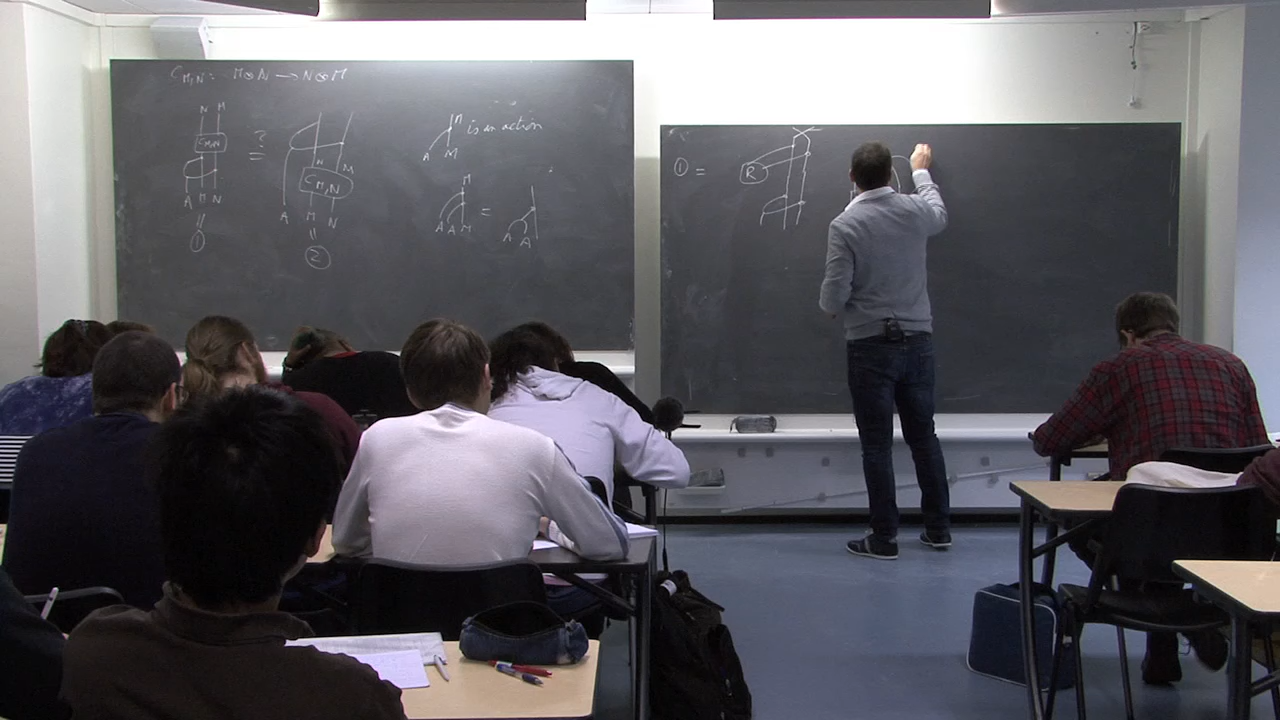 C_{M,N} : M⊗N → N⊗M
N M
C_{M,N}
?
=
A M N
=
①
N M
C_{M,N}
A M N
=
②
M
is an action
A M
M
A A M
=
A A
① =
R